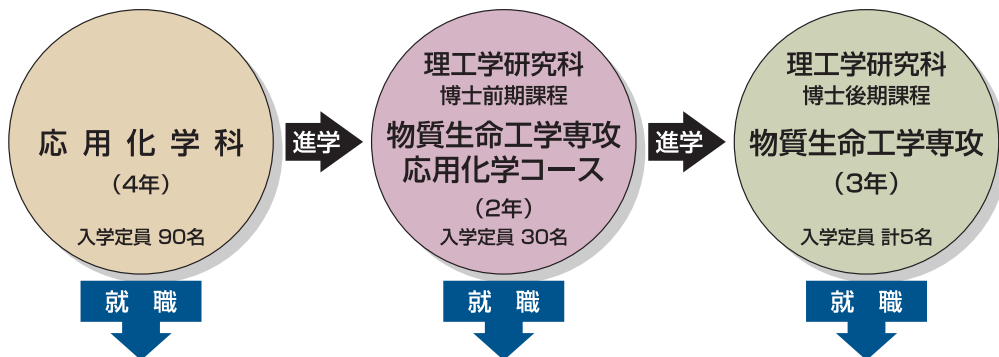 応用化学科
(4年)
入学定員 90名
就 職
進学
理工学研究科
博士前期課程
物質生命工学専攻
応用化学コース
(2年)
入学定員 30名
就 職
進学
理工学研究科
博士後期課程
物質生命工学専攻
(3年)
入学定員 計5名
就 職